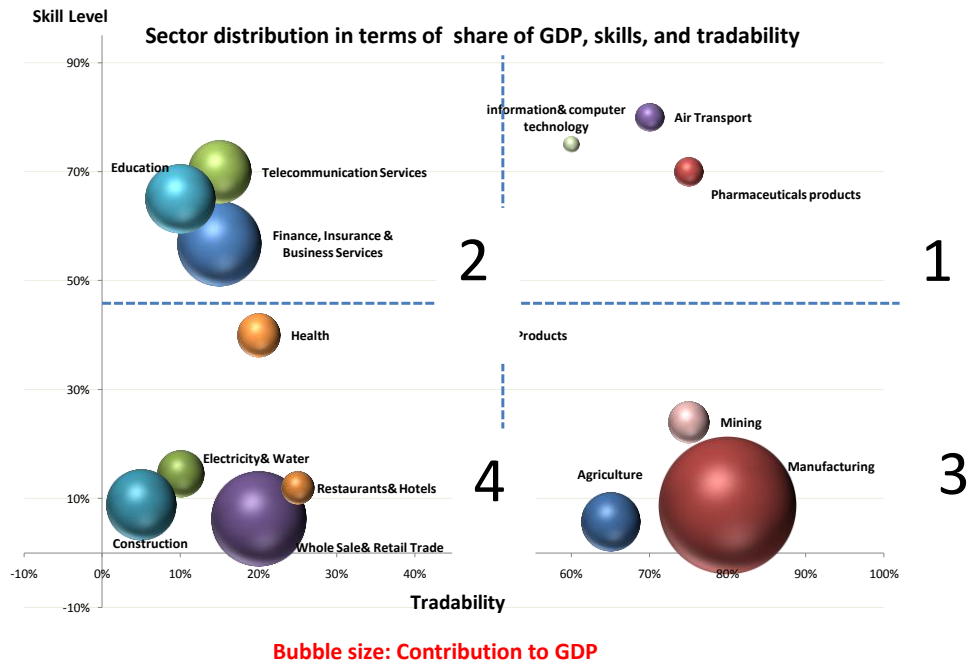 Skill Level
Sector distribution in terms of share of GDP, skills, and tradability
90%
information& computer
technology
Air Transport
70%
Education
Telecommunication Services
Pharmaceuticals products
Finance, Insurance &
Business Services
2
1
50%
Health
Products
30%
Mining
Electricity& Water
Manufacturing
Agriculture
4
3
Restaurants& Hotels
10%
Construction
Whole Sale& Retail Trade
-10%
0%
10%
20%
30%
40%
60%
70%
80%
90%
100%
Tradability
-10%
Bubble size: Contribution to GDP